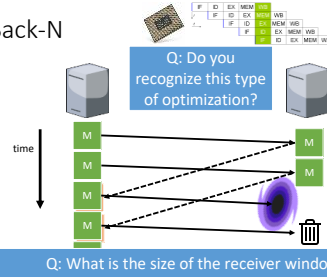 Back-N
IF ID EX MEM WB
IF ID EX MEM WB
IF ID EX MEM WB
IF ID EX MEM WB
IF ID EX MEM W
Q: Do you
recognize this type
of optimization?
time
M
M
M
M
M
M
Q: What is the size of the receiver windo